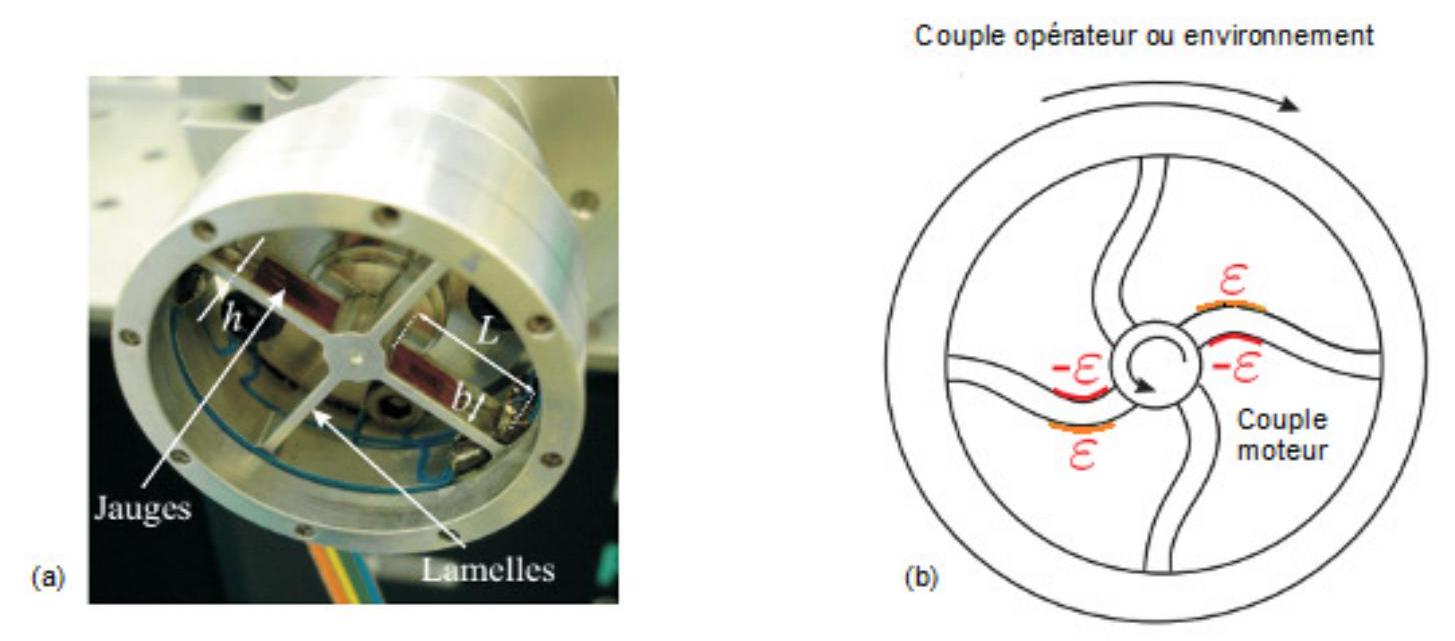 Couple opérateur ou environnement
h
L
b
Jauges
Lamelles
(a)
ε
-ε
-ε
ε
Couple
moteur
(b)